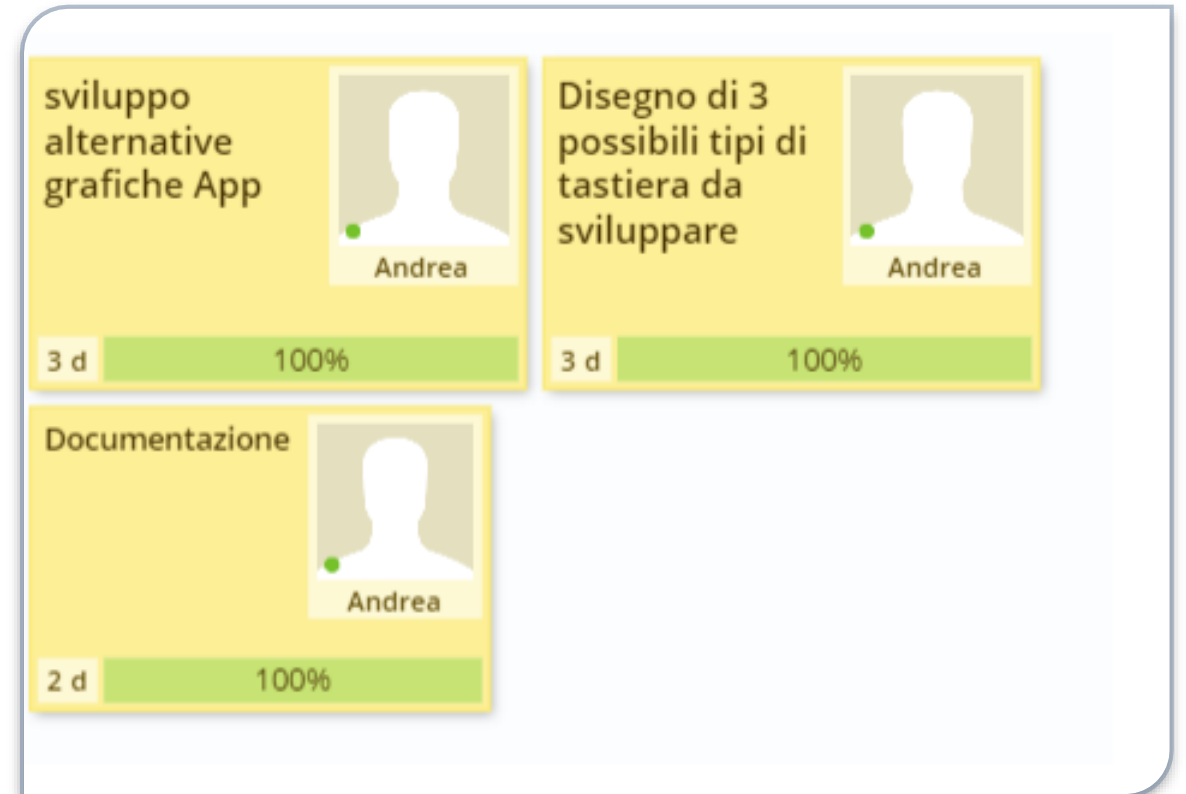 sviluppo
alternative
grafiche App
Andrea
3 d
100%
Disegno di 3
possibili tipi di
tastiera da
sviluppare
Andrea
3 d
100%
Documentazione
Andrea
2 d
100%